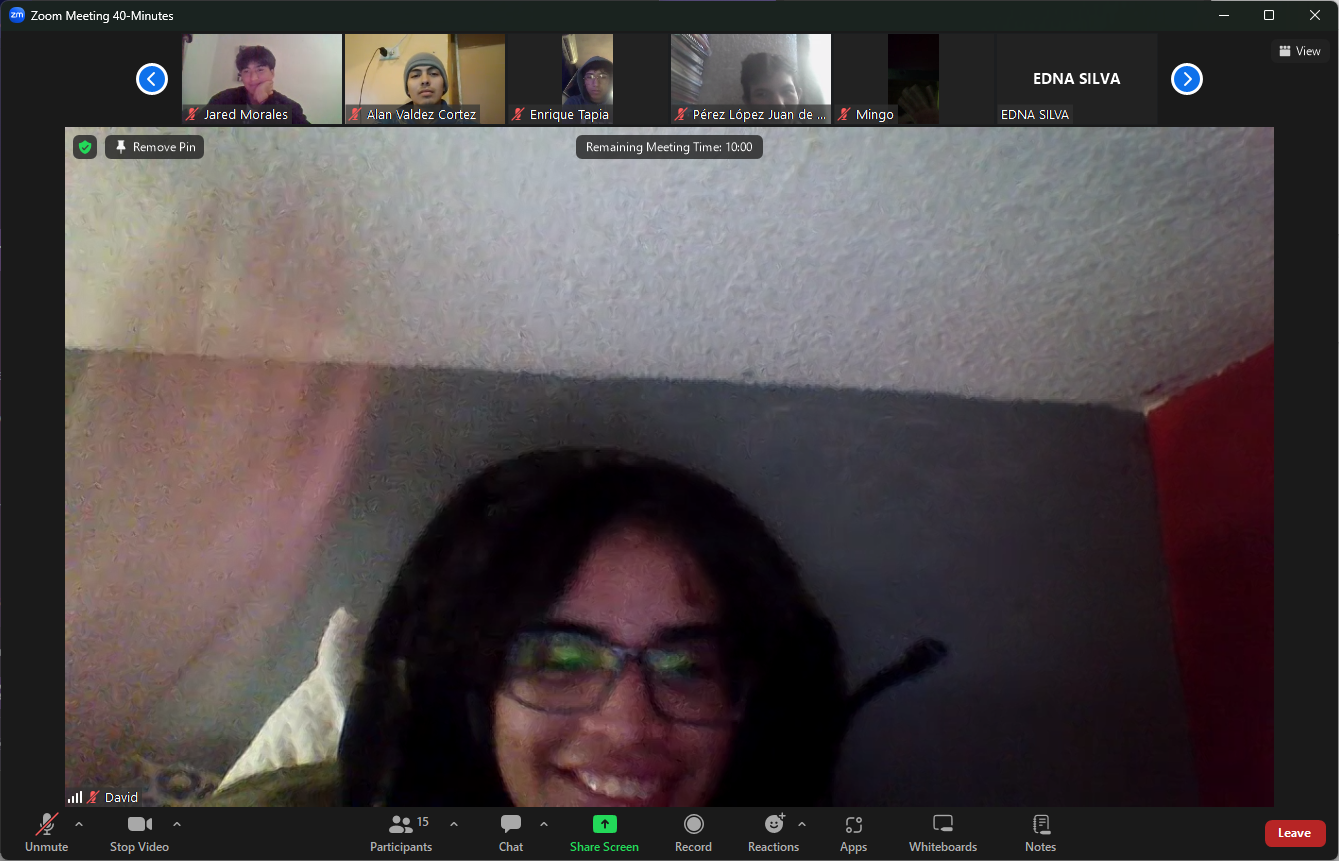 zm Zoom Meeting 40-Minutes
View
EDNA SILVA
Jared Morales
Alan Valdez Cortez
Enrique Tapia
Pérez López Juan de ...
Mingo
EDNA SILVA
Remove Pin
Remaining Meeting Time: 10:00
David
15
Unmute
Stop Video
Participants
Chat
Share Screen
Record
Reactions
Apps
Whiteboards
Notes
Leave